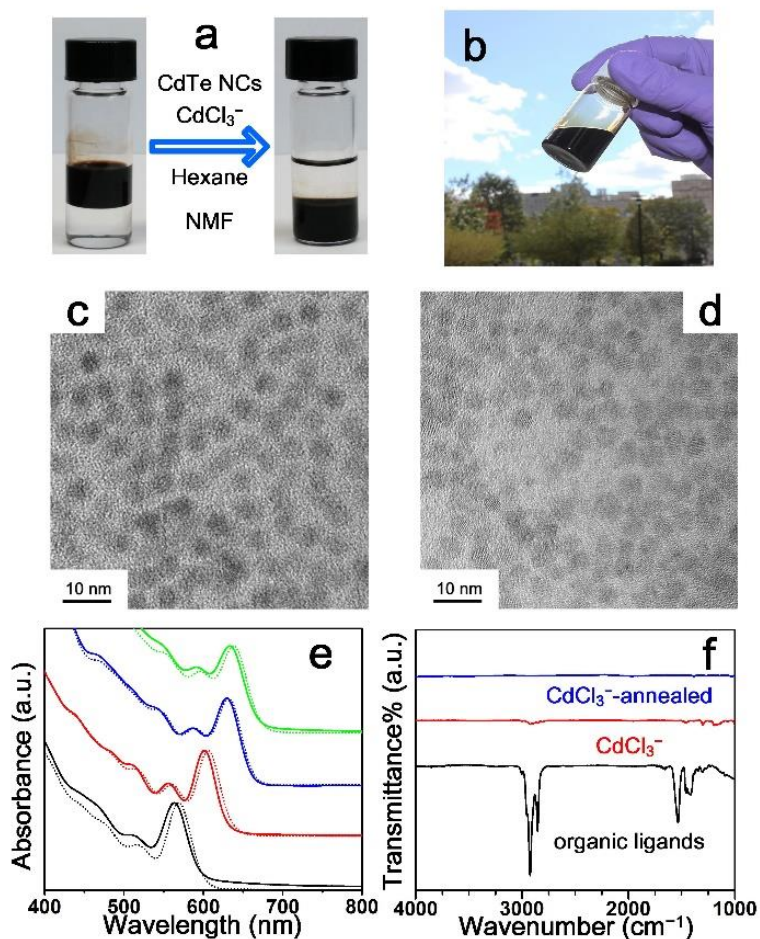 a
CdTe NCs
CdCl₃⁻
Hexane
NMF
b
c
10 nm
d
10 nm
e
Absorbance (a.u.)
400 500 600 700 800
Wavelength (nm)
f
Transmittance% (a.u.)
CdCl₃⁻-annealed
CdCl₃⁻
organic ligands
4000 3000 2000 1000
Wavenumber (cm⁻¹)